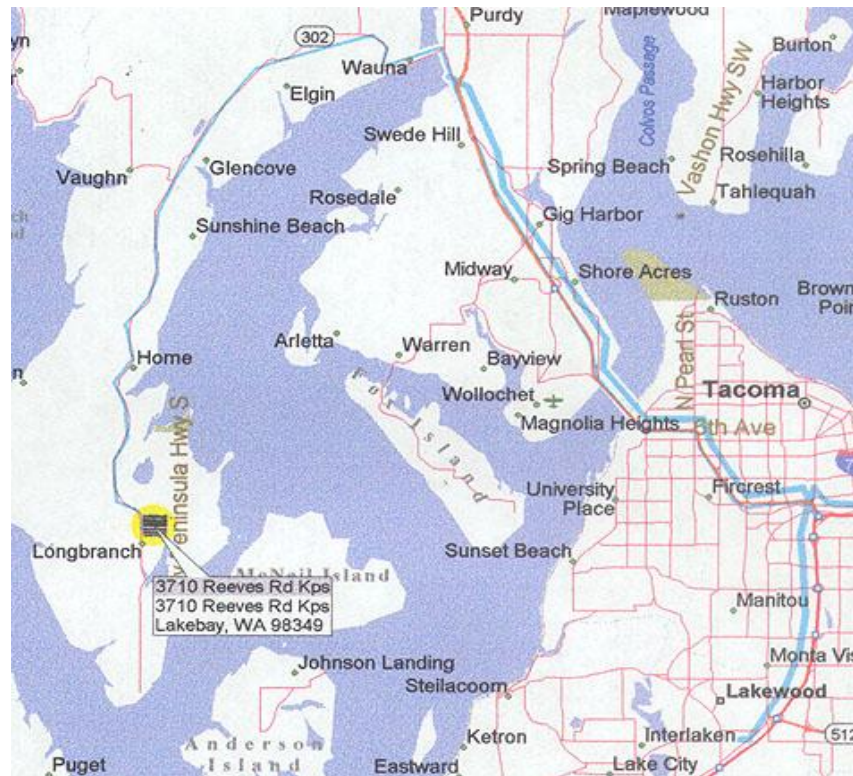 Purdy
Maplewood
302
Burton
Wauna
Colvos Passage
Vashon Hwy SW
Harbor
Heights
Elgin
Swede Hill
Spring Beach
Rosehilla
Vaughn
Glencove
Rosedale
Tahlequah
Sunshine Beach
Gig Harbor
Midway
Shore Acres
Ruston
Brown
Poin
Arletta
Warren
N Pearl St
Home
Bayview
Fox Island
Wollochet
Tacoma
Magnolia Heights
6th Ave
Peninsula Hwy S
University
Place
Fircrest
Longbranch
Sunset Beach
McNeil Island
3710 Reeves Rd Kps
3710 Reeves Rd Kps
Lakebay, WA 98349
Manitou
Johnson Landing
Monta Vis
Steilacoom
Lakewood
Ketron
Interlaken
512
Anderson
Island
Puget
Eastward
Lake City